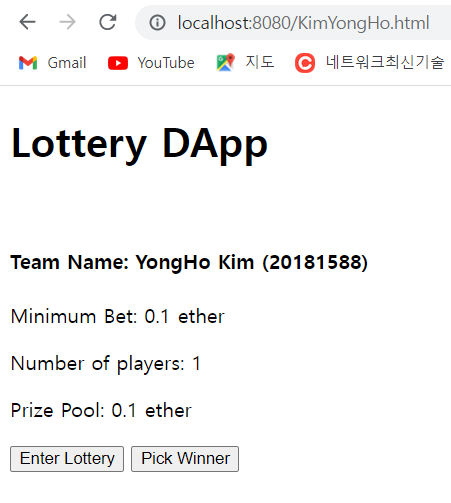 localhost:8080/KimYongHo.html
Gmail YouTube 지도 네트워크최신기술
Lottery DApp
Team Name: YongHo Kim (20181588)
Minimum Bet: 0.1 ether
Number of players: 1
Prize Pool: 0.1 ether
Enter Lottery Pick Winner